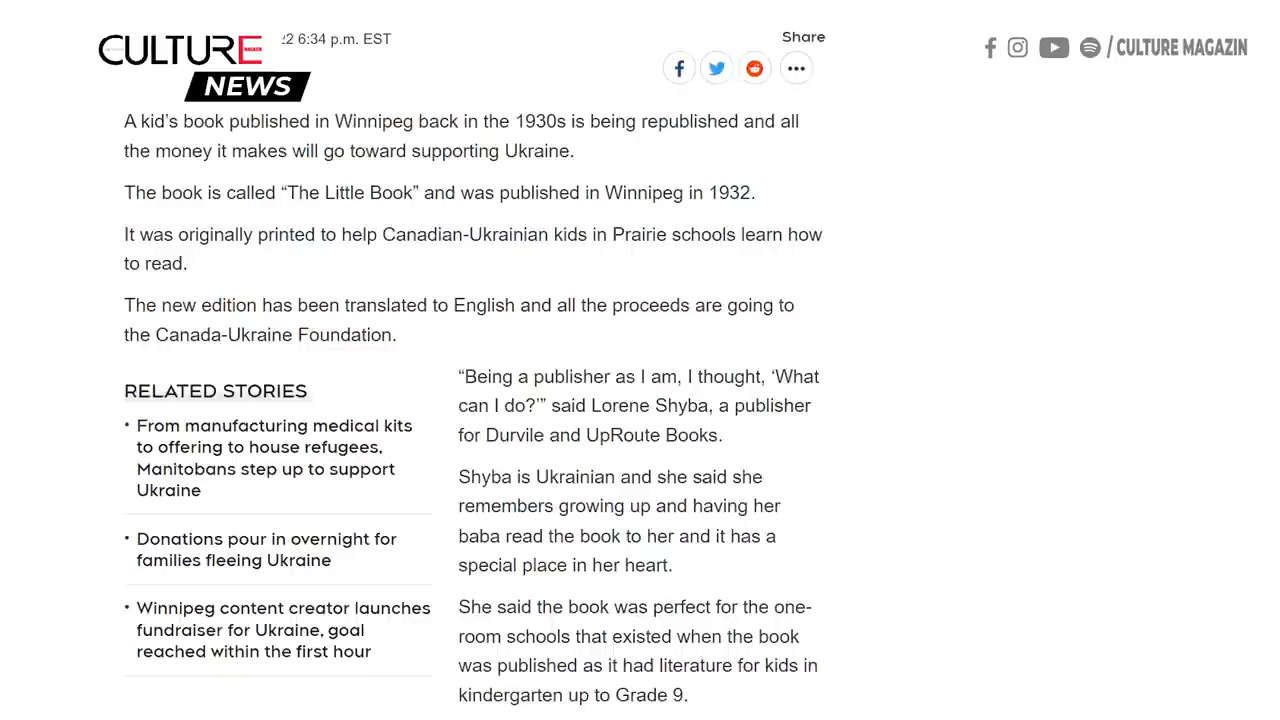 CULTURE
NEWS
22 6:34 p.m. EST
Share
/ CULTURE MAGAZIN
A kid's book published in Winnipeg back in the 1930s is being republished and all
the money it makes will go toward supporting Ukraine.
The book is called “The Little Book” and was published in Winnipeg in 1932.
It was originally printed to help Canadian-Ukrainian kids in Prairie schools learn how
to read.
The new edition has been translated to English and all the proceeds are going to
the Canada-Ukraine Foundation.
RELATED STORIES
• From manufacturing medical kits
to offering to house refugees,
Manitobans step up to support
Ukraine
• Donations pour in overnight for
families fleeing Ukraine
• Winnipeg content creator launches
fundraiser for Ukraine, goal
reached within the first hour
“Being a publisher as I am, I thought, ‘What
can I do?’” said Lorene Shyba, a publisher
for Durvile and UpRoute Books.
Shyba is Ukrainian and she said she
remembers growing up and having her
baba read the book to her and it has a
special place in her heart.
She said the book was perfect for the one-
room schools that existed when the book
was published as it had literature for kids in
kindergarten up to Grade 9.